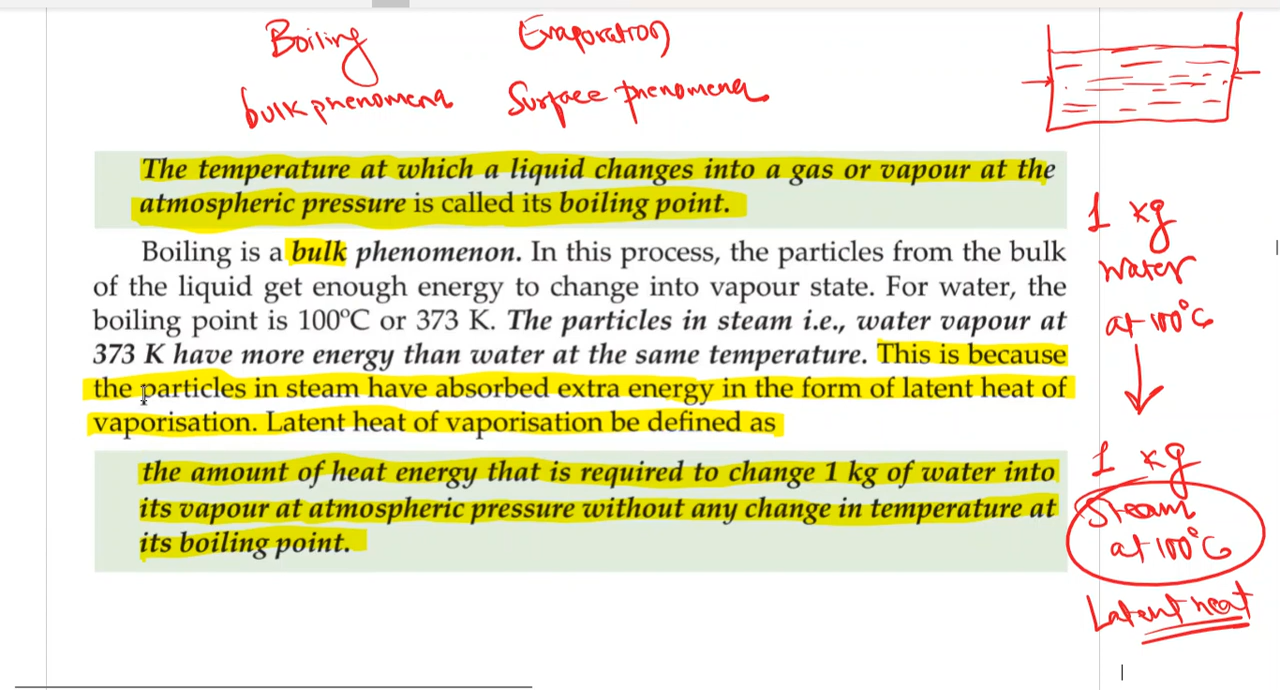 Boiling Evaporation
bulk phenomena Surface phenomena
The temperature at which a liquid changes into a gas or vapour at the
atmospheric pressure is called its boiling point.
Boiling is a bulk phenomenon. In this process, the particles from the bulk
of the liquid get enough energy to change into vapour state. For water, the
boiling point is 100ºC or 373 K. The particles in steam i.e., water vapour at
373 K have more energy than water at the same temperature. This is because
the particles in steam have absorbed extra energy in the form of latent heat of
vaporisation. Latent heat of vaporisation be defined as
the amount of heat energy that is required to change 1 kg of water into
its vapour at atmospheric pressure without any change in temperature at
its boiling point.
1 kg
water
at 100°C
1 kg
Steam
at 100°C
Latent heat